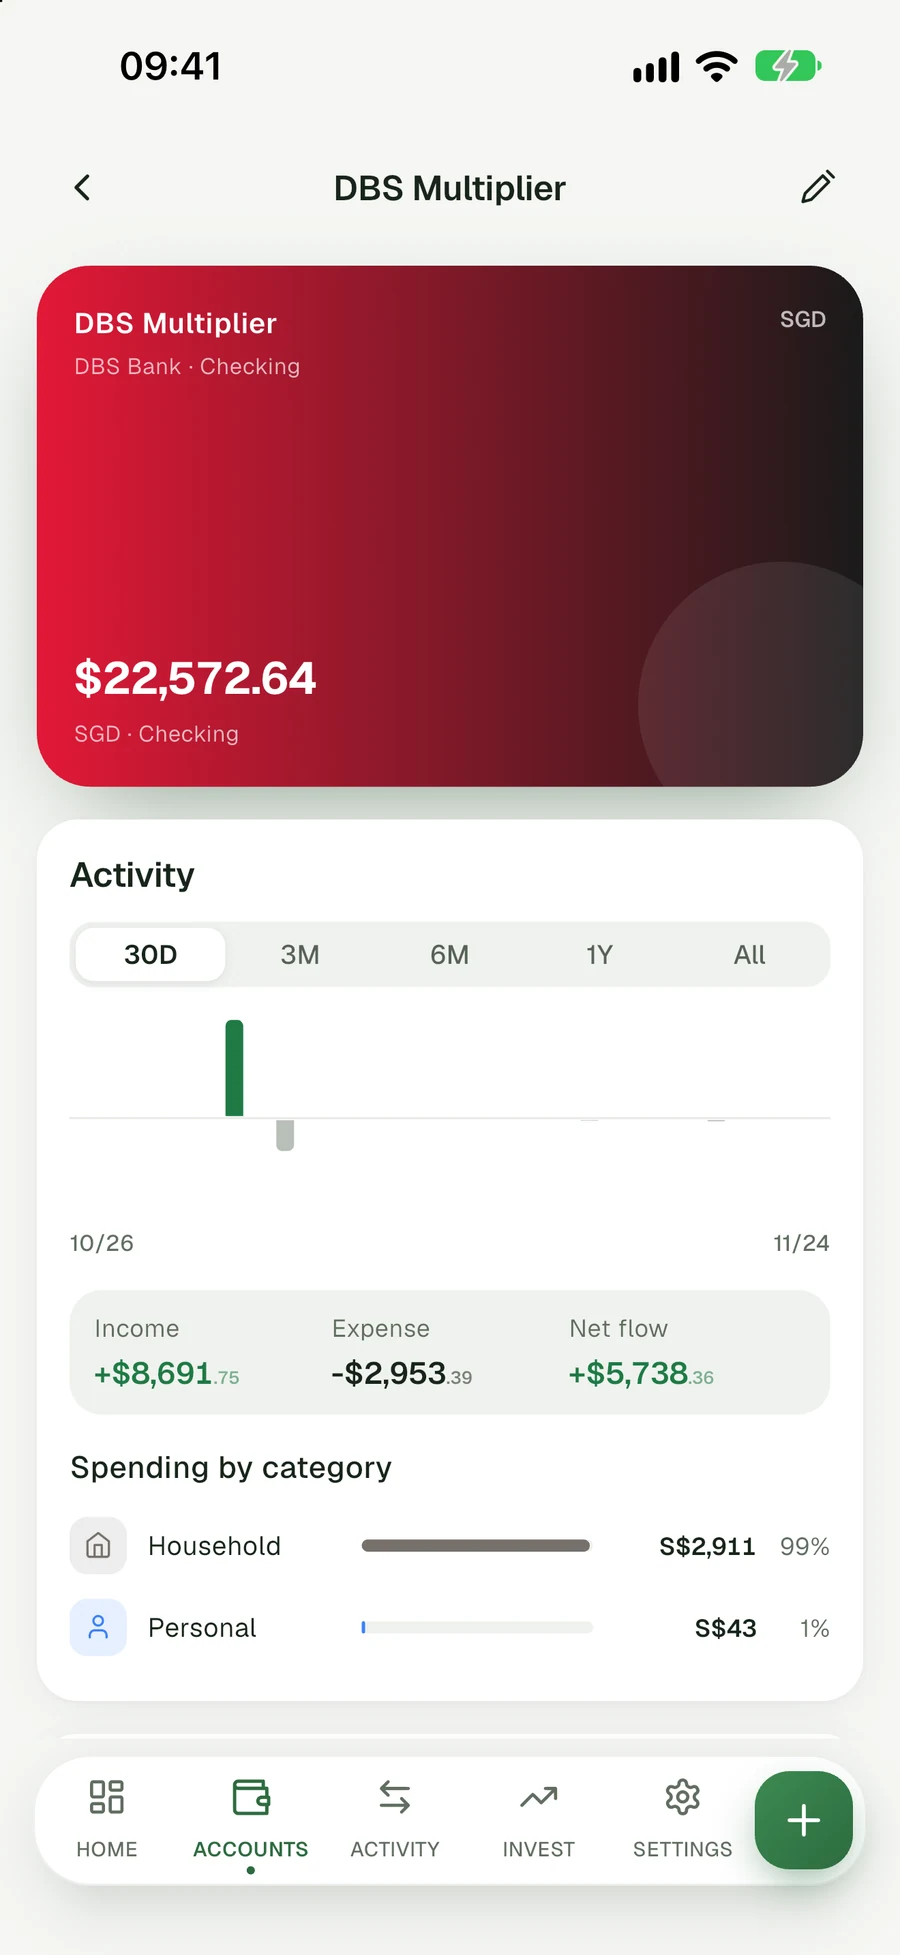 09:41
DBS Multiplier
DBS Multiplier
SGD
DBS Bank · Checking
$22,572.64
SGD · Checking
Activity
30D 3M 6M 1Y All
10/26 11/24
Income Expense Net flow
+$8,691.75 -$2,953.39 +$5,738.36
Spending by category
Household S$2,911 99%
Personal S$43 1%
HOME ACCOUNTS ACTIVITY INVEST SETTINGS